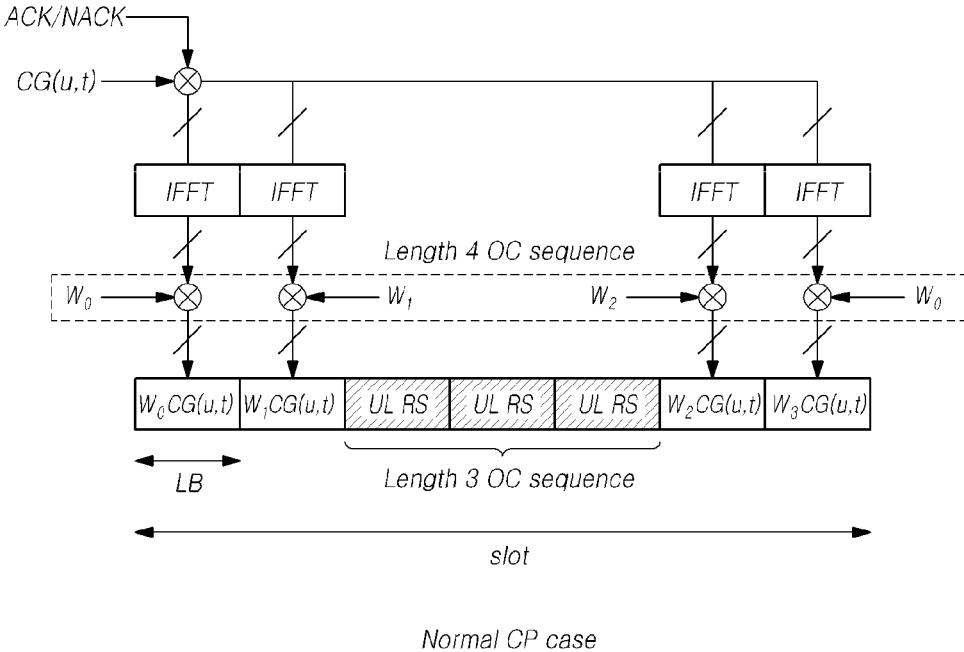 ACK/NACK
CG(u,t)
IFFT IFFT IFFT IFFT
Length 4 OC sequence
W0 W1 W2 W0
W0CG(u,t) W1CG(u,t) UL RS UL RS UL RS W2CG(u,t) W3CG(u,t)
LB Length 3 OC sequence
slot
Normal CP case